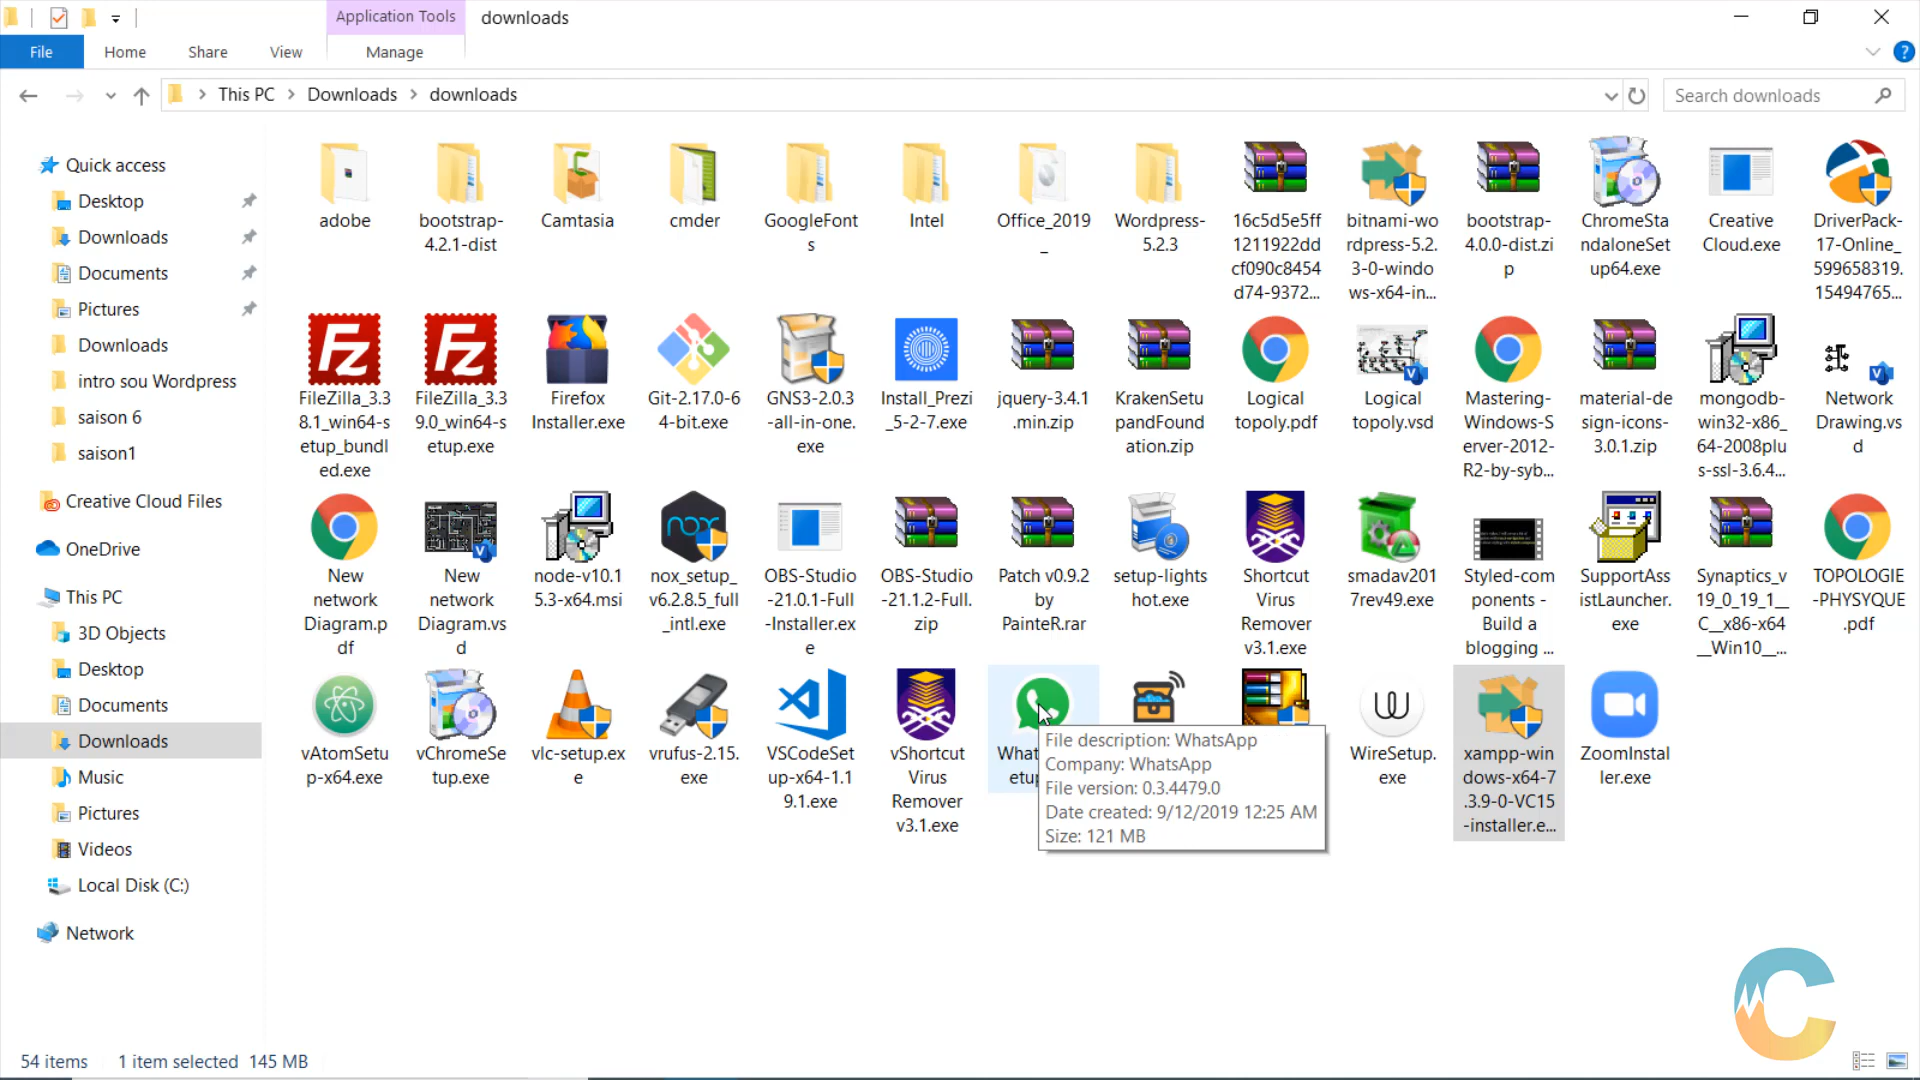 Application Tools
downloads
File
Home
Share
View
Manage
?
This PC > Downloads > downloads
Search downloads
Quick access
Desktop
Downloads
Documents
Pictures
Downloads
intro sou Wordpress
saison 6
saison1
Creative Cloud Files
OneDrive
This PC
3D Objects
Desktop
Documents
Downloads
Music
Pictures
Videos
Local Disk (C:)
Network
adobe
bootstrap-
4.2.1-dist
Camtasia
cmder
GoogleFont
s
Intel
Office_2019
_
Wordpress-
5.2.3
16c5d5e5ff
1211922dd
cf090c8454
d74-9372...
bitnami-wo
rdpress-5.2.
3-0-windo
ws-x64-in...
bootstrap-
4.0.0-dist.zi
p
ChromeSta
ndaloneSet
up64.exe
Creative
Cloud.exe
DriverPack-
17-Online_
599658319.
15494765...
FileZilla_3.3
8.1_win64-s
etup_bundl
ed.exe
FileZilla_3.3
9.0_win64-s
etup.exe
Firefox
Installer.exe
Git-2.17.0-6
4-bit.exe
GNS3-2.0.3
-all-in-one.
exe
Install_Prezi
_5-2-7.exe
jquery-3.4.1
.min.zip
KrakenSetu
pandFound
ation.zip
Logical
topoly.pdf
Logical
topoly.vsd
Mastering-
Windows-S
erver-2012-
R2-by-syb...
material-de
sign-icons-
3.0.1.zip
mongodb-
win32-x86_
64-2008plu
s-ssl-3.6.4...
Network
Drawing.vs
d
New
network
Diagram.p
df
New
network
Diagram.vs
d
node-v10.1
5.3-x64.msi
nox
nox_setup_
v6.2.8.5_full
_intl.exe
OBS-Studio
-21.0.1-Full
-Installer.ex
e
OBS-Studio
-21.1.2-Full.
zip
Patch v0.9.2
by
PainteR.rar
setup-lights
hot.exe
Shortcut
Virus
Remover
v3.1.exe
smadav201
7rev49.exe
Styled-com
ponents -
Build a
blogging ...
SupportAss
istLauncher.
exe
Synaptics_v
19_0_19_1__
C__x86-x64
__Win10__...
TOPOLOGIE
-PHYSYQUE
.pdf
vAtomSetu
p-x64.exe
vChromeSe
tup.exe
vlc-setup.ex
e
vrufus-2.15.
exe
VSCodeSet
up-x64-1.1
9.1.exe
vShortcut
Virus
Remover
v3.1.exe
What
etup
File description: WhatsApp
Company: WhatsApp
File version: 0.3.4479.0
Date created: 9/12/2019 12:25 AM
Size: 121 MB
WireSetup.
exe
xampp-win
dows-x64-7
.3.9-0-VC15
-installer.e...
ZoomInstal
ler.exe
54 items
1 item selected 145 MB